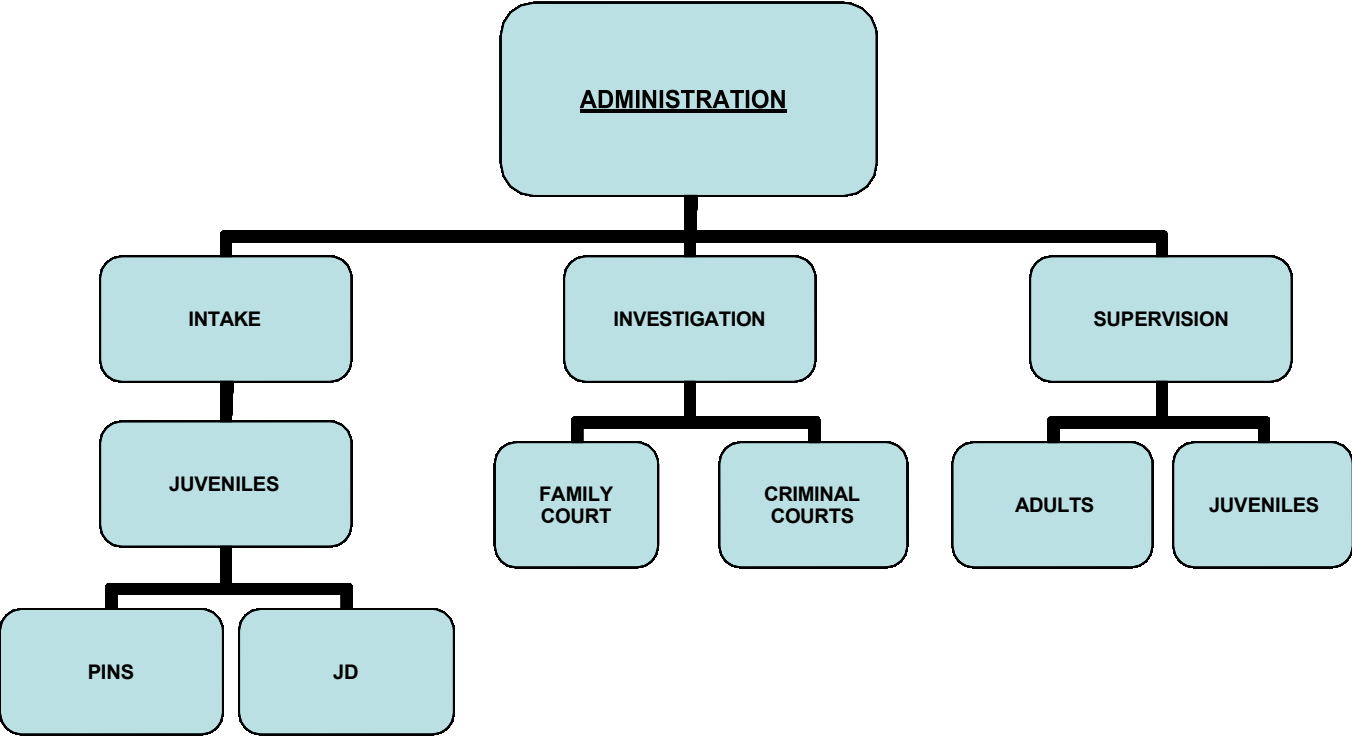 ADMINISTRATION
INTAKE
INVESTIGATION
SUPERVISION
JUVENILES
FAMILY
COURT
CRIMINAL
COURTS
ADULTS
JUVENILES
PINS
JD